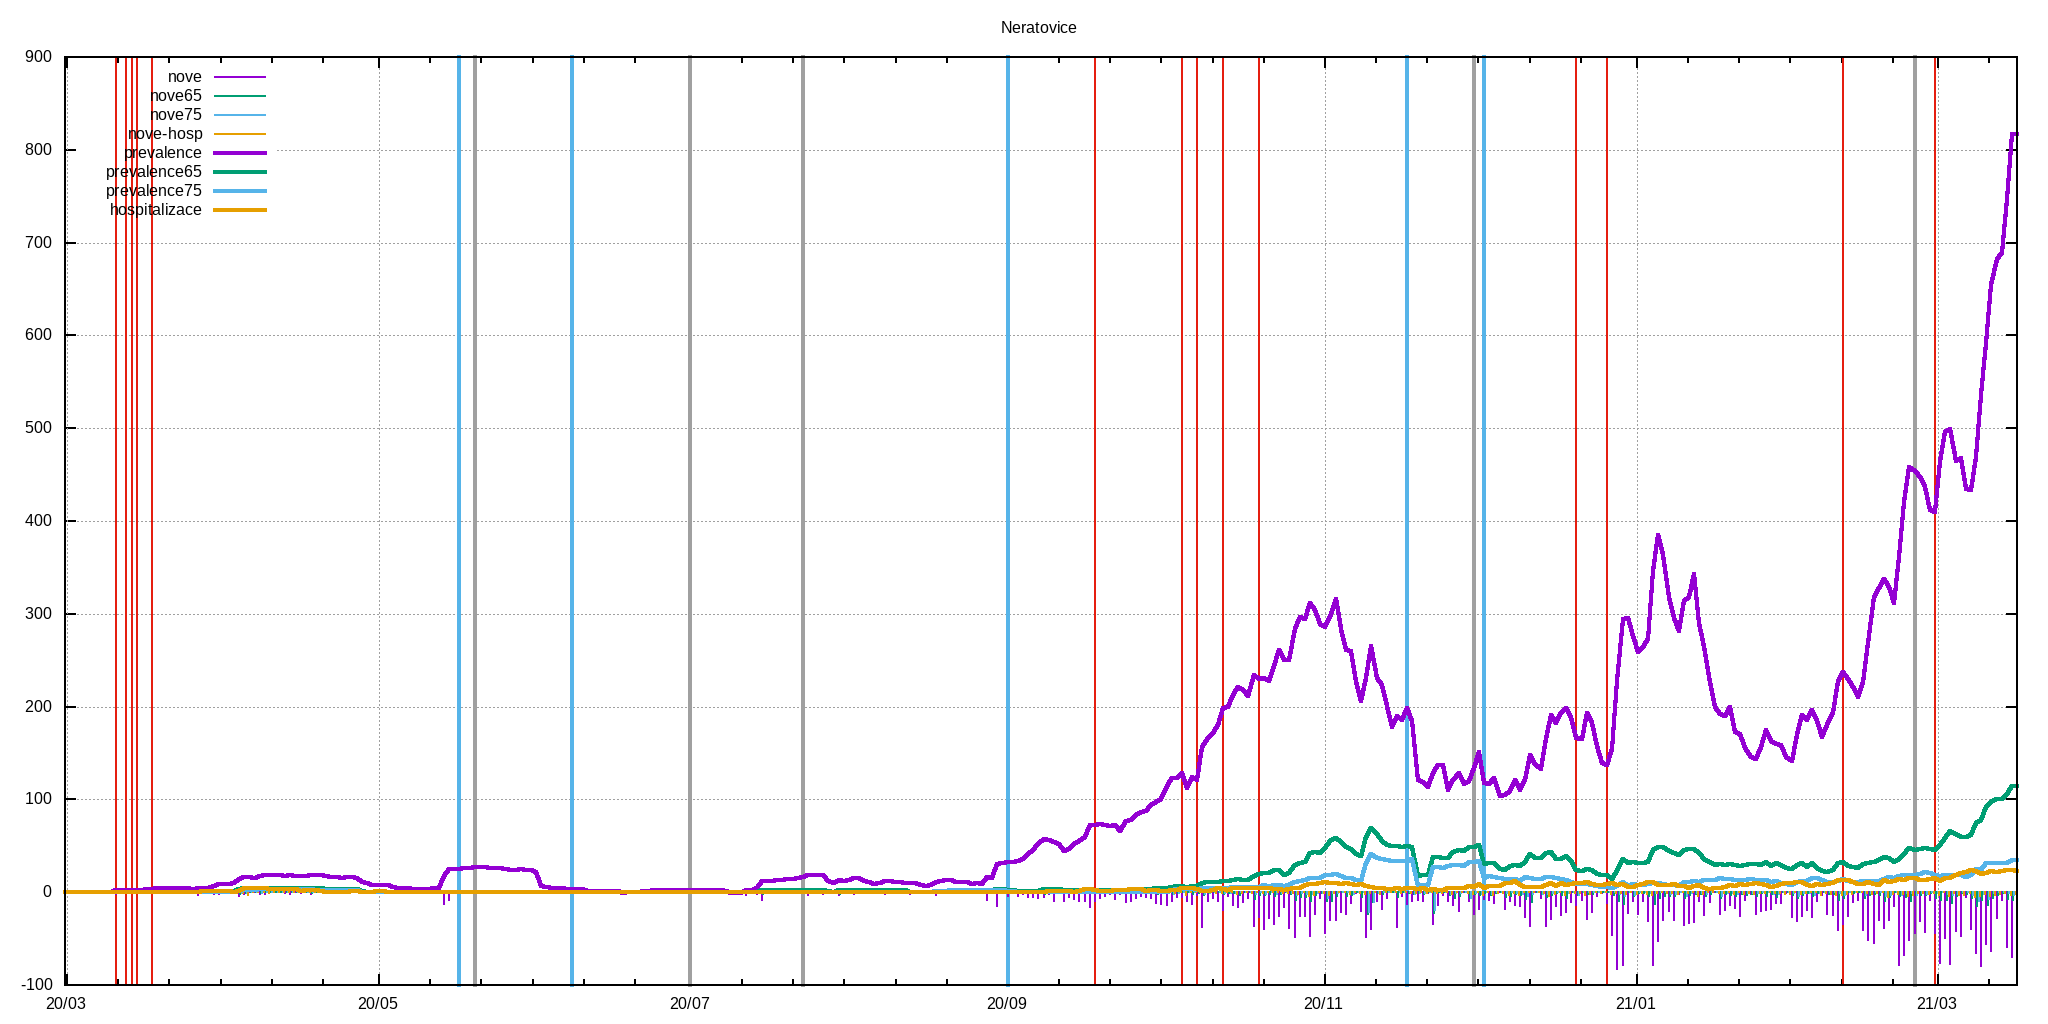 Neratovice
900
800
700
600
500
400
300
200
100
0
-100
nove
nove65
nove75
nove-hosp
prevalence
prevalence65
prevalence75
hospitalizace
20/03 20/05 20/07 20/09 20/11 21/01 21/03